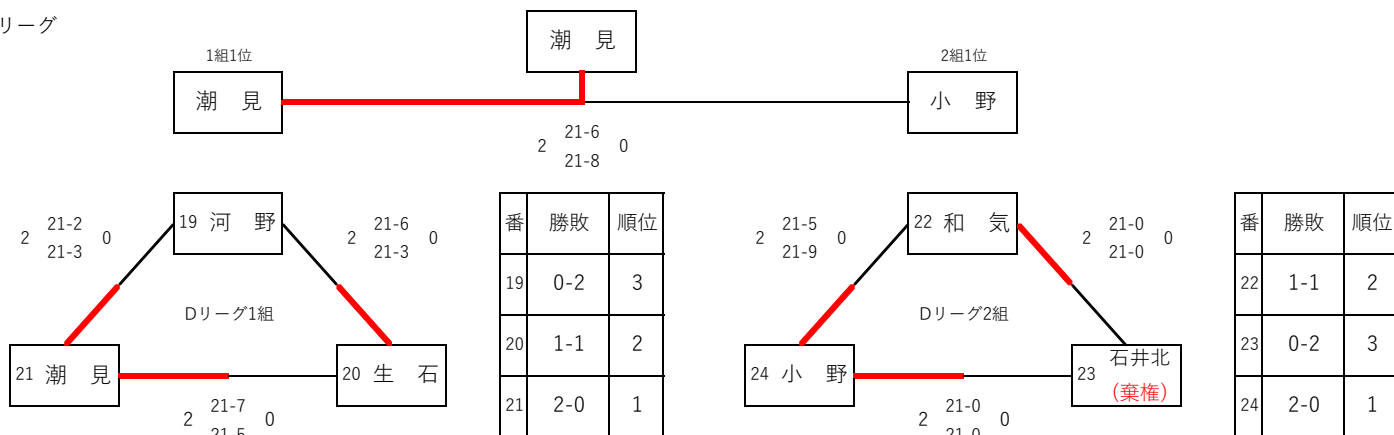 リーグ
潮 見
1組1位
2組1位
潮 見
小 野
21-6
2 0
21-8
19 河 野
21-2
2 0
21-3
21-6
2 0
21-3
Dリーグ1組
21 潮 見
20 生 石
21-7
2 0
21-5
番 勝敗 順位
19 0-2 3
20 1-1 2
21 2-0 1
22 和 気
21-5
2 0
21-9
21-0
2 0
21-0
Dリーグ2組
24 小 野
23 石井北
(棄権)
21-0
2 0
21-0
番 勝敗 順位
22 1-1 2
23 0-2 3
24 2-0 1